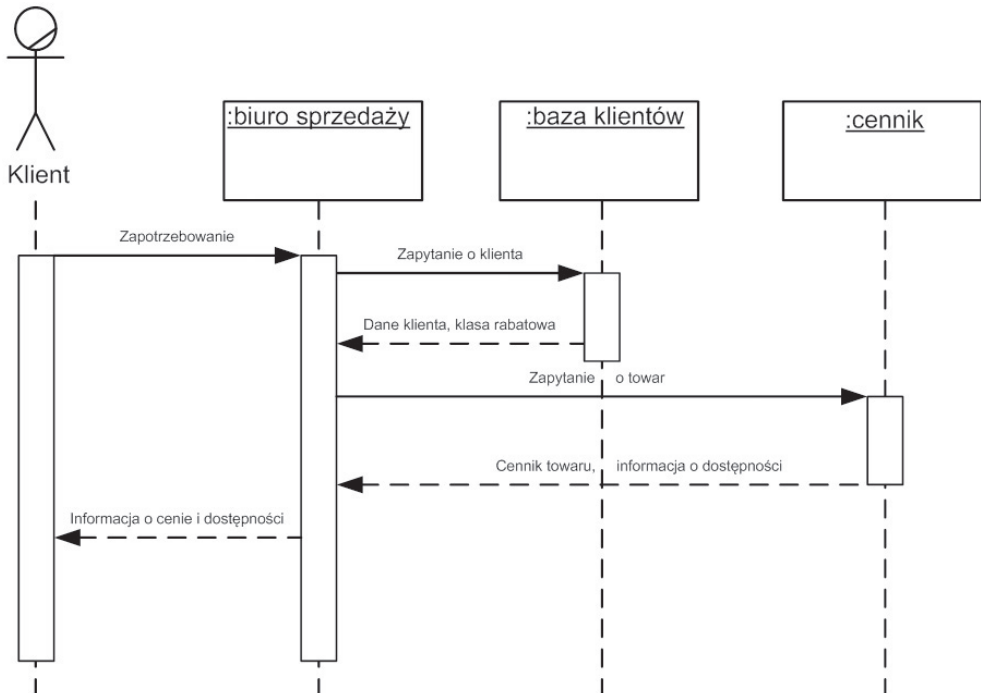 :biuro sprzedaży
:baza klientów
:cennik
Klient
Zapotrzebowanie
Zapytanie o klienta
Dane klienta, klasa rabatowa
Zapytanie o towar
Cennik towaru, informacja o dostępności
Informacja o cenie i dostępności